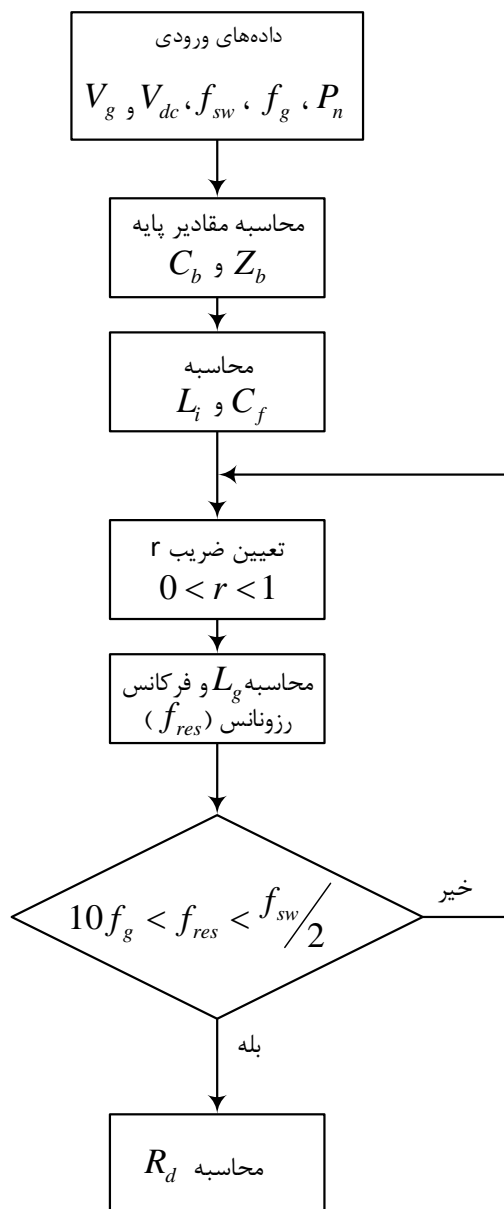 داده‌های ورودی
P_n ، f_g ، f_sw ، V_dc و V_g
محاسبه مقادیر پایه
Z_b و C_b
محاسبه
C_f و L_i
تعیین ضریب r
0 < r < 1
محاسبه L_g و فرکانس
رزونانس (f_res)
10f_g < f_res < f_sw/2
خیر
بله
محاسبه R_d